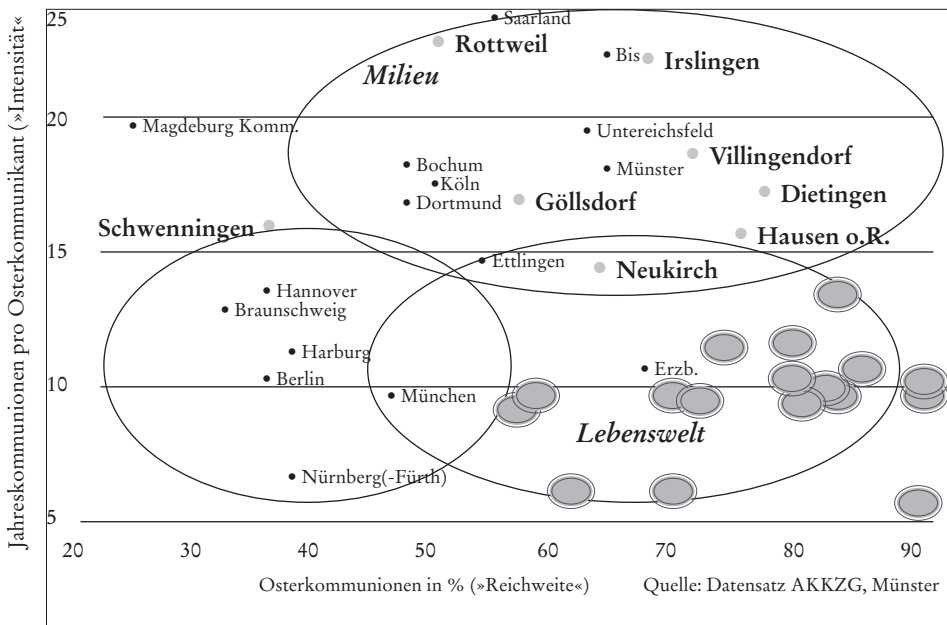 Jahreskommunionen pro Osterkommunikant (»Intensität«
25
Saarland
Rottweil
Bis
Irslingen
Milieu
20
Magdeburg Komm.
Untereichsfeld
Villingendorf
Bochum
Münster
Köln
Dietingen
Dortmund
Göllsdorf
Schwenningen
Hausen o.R.
15
Ettlingen
Neukirch
Hannover
Braunschweig
Harburg
Erzb.
Berlin
10
München
Lebenswelt
Nürnberg(-Fürth)
5
20 30 40 50 60 70 80 90
Osterkommunionen in % (»Reichweite«)
Quelle: Datensatz AKKZG, Münster